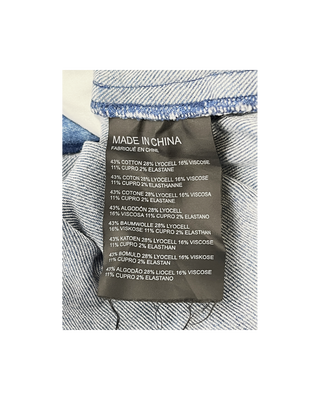 MADE IN CHINA
FABRIQUÉ EN CHINE
43% COTTON 28% LYOCELL 16% VISCOSE
11% CUPRO 2% ELASTANE
43% COTON 28% LYOCELL 16% VISCOSE
11% CUPRO 2% ELASTHANNE
43% COTONE 28% LYOCELL 16% VISCOSA
11% CUPRO 2% ELASTANE
43% ALGODÓN 28% LYOCELL
16% VISCOSA 11% CUPRO 2% ELASTANO
43% BAUMWOLLE 28% LYOCELL 16%
VISKOSE 11% CUPRO 2% ELASTHAN
43% KATOEN 28% LYOCELL 16% VISCOSE
11% CUPRO 2% ELASTAN
43% BOMULD 28% LYOCELL 16% VISKOSE
11% CUPRO 2% ELASTAN
43% ALGODÃO 28% LIOCEL 16% VISCOSE
11% CUPRO 2% ELASTANO